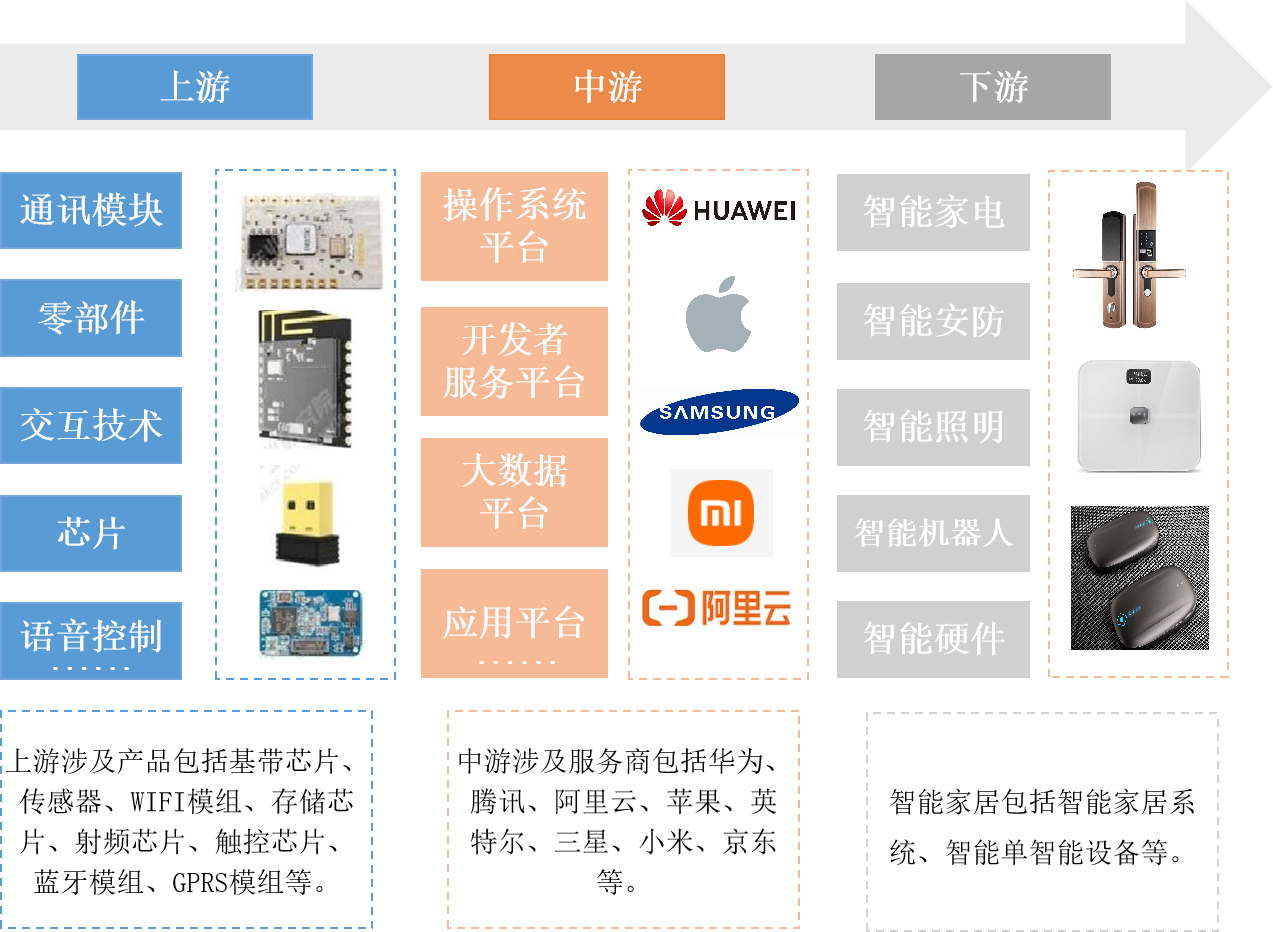 上游
中游
下游
通讯模块
零部件
交互技术
芯片
语音控制
······
操作系统
平台
开发者
服务平台
大数据
平台
应用平台
······
HUAWEI
SAMSUNG
mi
阿里云
智能家电
智能安防
智能照明
智能机器人
智能硬件
上游涉及产品包括基带芯片、
传感器、WIFI模组、存储芯
片、射频芯片、触控芯片、
蓝牙模组、GPRS模组等。
中游涉及服务商包括华为、
腾讯、阿里云、苹果、英
特尔、三星、小米、京东
等。
智能家居包括智能家居系
统、智能单智能设备等。